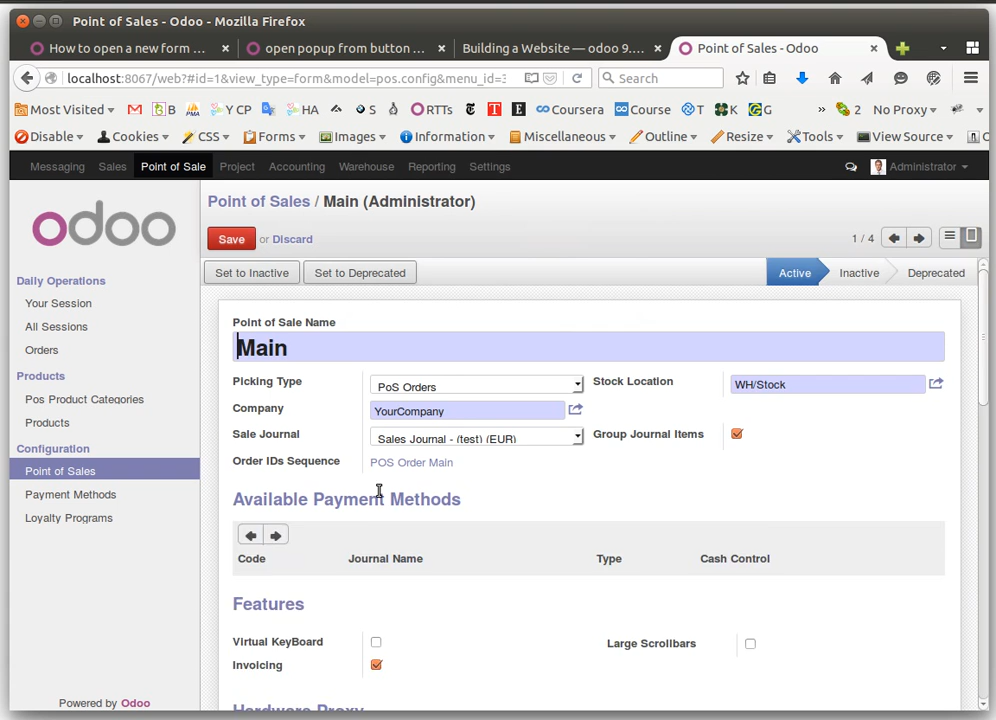 Point of Sales - Odoo - Mozilla Firefox
How to open a new form ... × open popup from button ... × Building a Website — odoo 9.... × Point of Sales - Odoo ×
localhost:8067/web?#id=1&view_type=form&model=pos.config&menu_id=3 Search
Most Visited B PMA Y CP HA S RTTs T E Coursera Course T K G » 2 No Proxy
Disable Cookies CSS Forms Images Information Miscellaneous Outline Resize Tools View Source
Messaging Sales Point of Sale Project Accounting Warehouse Reporting Settings Administrator
odoo
Point of Sales / Main (Administrator)
Save or Discard 1 / 4
Set to Inactive Set to Deprecated Active Inactive Deprecated
Daily Operations
Your Session
All Sessions
Orders
Products
Pos Product Categories
Products
Configuration
Point of Sales
Payment Methods
Loyalty Programs
Powered by Odoo
Point of Sale Name
Main
Picking Type PoS Orders Stock Location WH/Stock
Company YourCompany
Sale Journal Sales Journal - (test) (EUR) Group Journal Items
Order IDs Sequence POS Order Main
Available Payment Methods
Code Journal Name Type Cash Control
Features
Virtual KeyBoard Large Scrollbars
Invoicing
Hardware Proxy